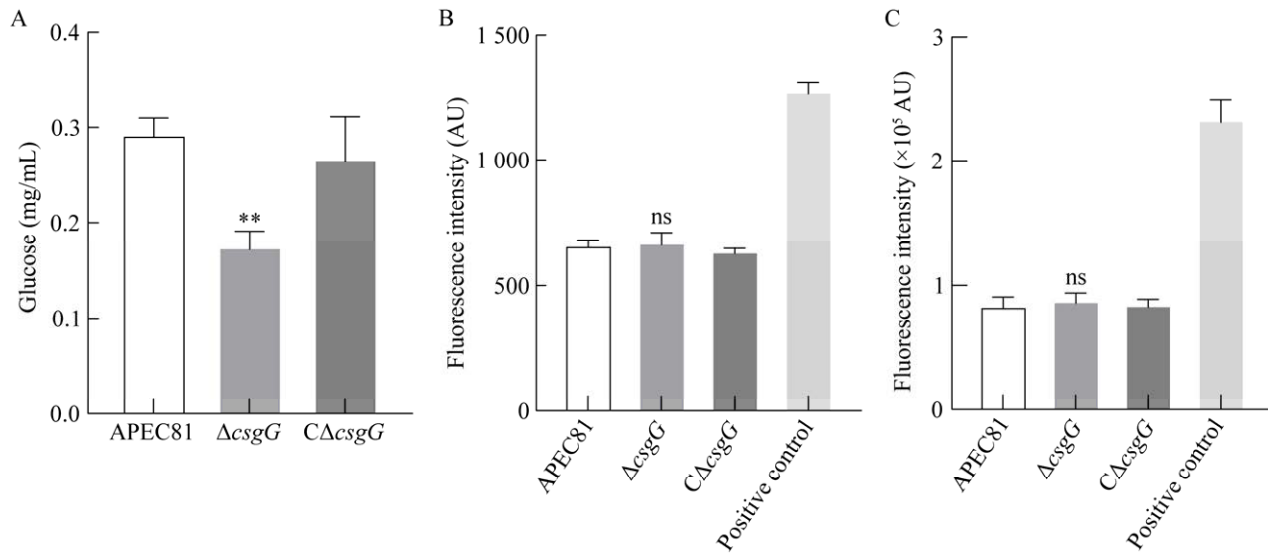 A
Glucose (mg/mL)
0.4
0.3
0.2
0.1
0.0
**
APEC81
ΔcsgG
CΔcsgG
B
Fluorescence intensity (AU)
1 500
1 000
500
0
ns
APEC81
ΔcsgG
CΔcsgG
Positive control
C
Fluorescence intensity (×10⁵ AU)
3
2
1
0
ns
APEC81
ΔcsgG
CΔcsgG
Positive control